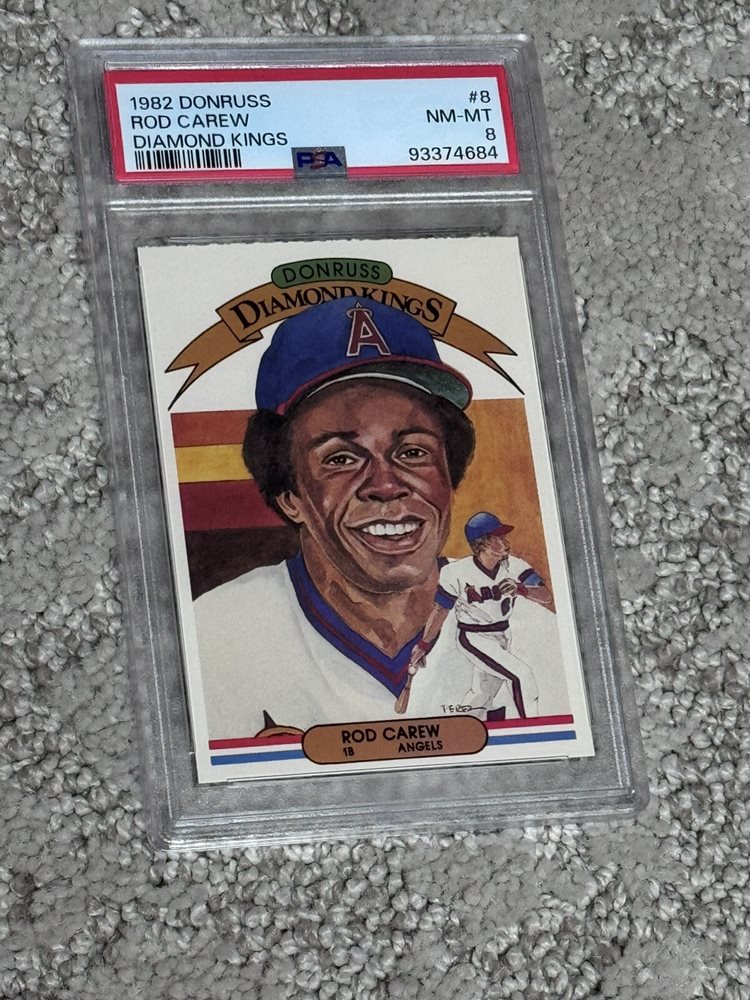 1982 DONRUSS #8
ROD CAREW NM-MT
DIAMOND KINGS 8
PSA 93374684
DONRUSS
DIAMOND KINGS
A
PEREZ
ROD CAREW
1B ANGELS